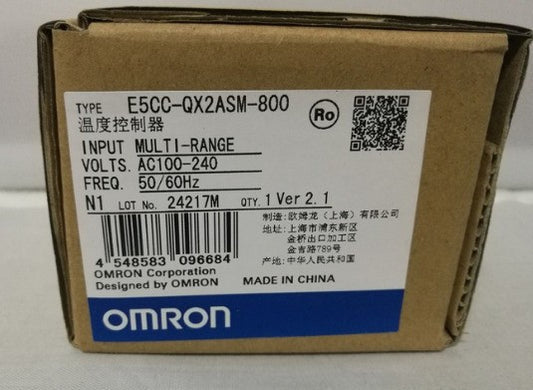 TYPE E5CC-QX2ASM-800
温度控制器
Ro
INPUT MULTI-RANGE
VOLTS. AC100-240
FREQ. 50/60Hz
N1 LOT No. 24217M QTY. 1 Ver 2.1
制造: 欧姆龙（上海）有限公司
地址: 上海市浦东新区
金桥出口加工区
金吉路789号
产地: 中华人民共和国
4 548583 096684
OMRON Corporation
Designed by OMRON MADE IN CHINA
OMRON